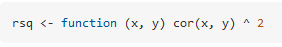 rsq <- function (x, y) cor(x, y) ^ 2